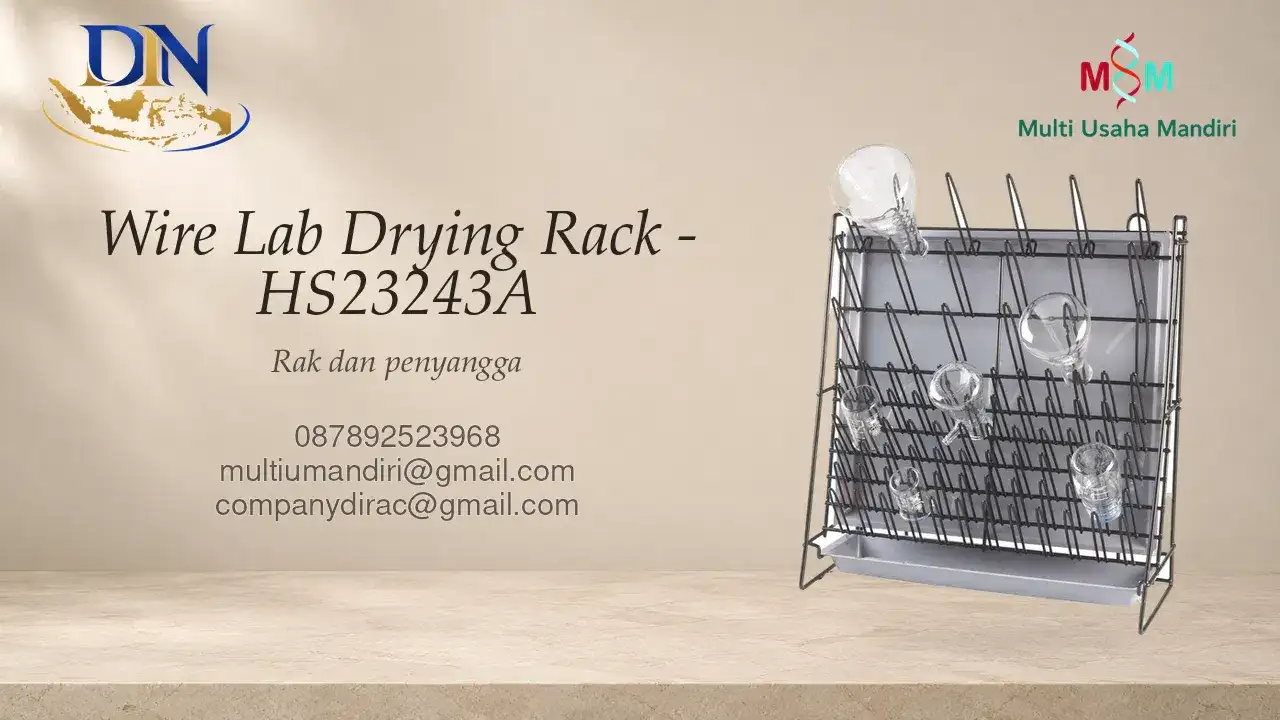 DIN
MSM
Multi Usaha Mandiri
Wire Lab Drying Rack -
HS23243A
Rak dan penyangga
087892523968
multiumandiri@gmail.com
companydirac@gmail.com